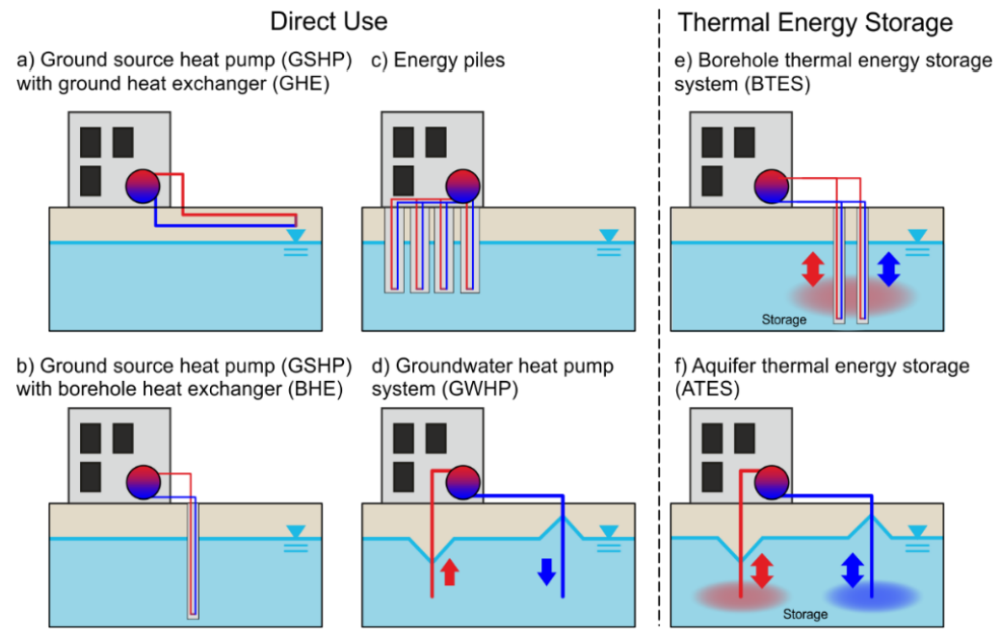 Direct Use
a) Ground source heat pump (GSHP)
with ground heat exchanger (GHE)
c) Energy piles
b) Ground source heat pump (GSHP)
with borehole heat exchanger (BHE)
d) Groundwater heat pump
system (GWHP)
Thermal Energy Storage
e) Borehole thermal energy storage
system (BTES)
Storage
f) Aquifer thermal energy storage
(ATES)
Storage